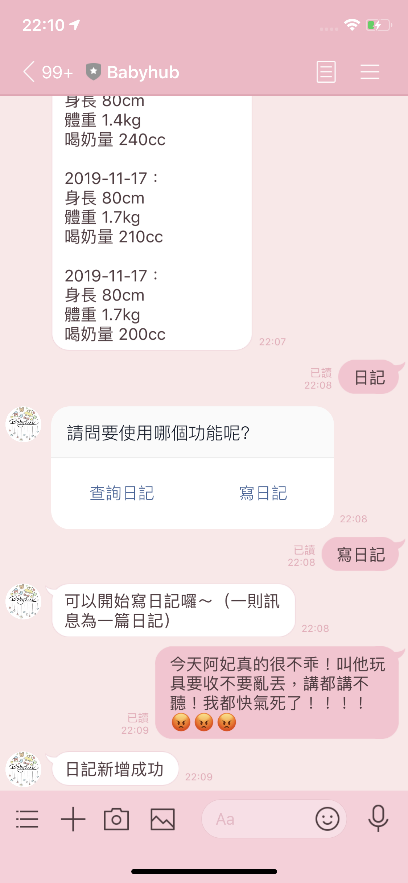 22:10
99+ Babyhub
身長 80cm
體重 1.4kg
喝奶量 240cc
2019-11-17：
身長 80cm
體重 1.7kg
喝奶量 210cc
2019-11-17：
身長 80cm
體重 1.7kg
喝奶量 200cc
22:07
已讀
22:08
日記
請問要使用哪個功能呢?
查詢日記 寫日記
22:08
已讀
22:08
寫日記
可以開始寫日記囉～（一則訊
息為一篇日記）
22:08
今天阿妃真的很不乖！叫他玩
具要收不要亂丟，講都講不
聽！我都快氣死了！！！！
😡😡😡
已讀
22:09
日記新增成功
22:09
Aa